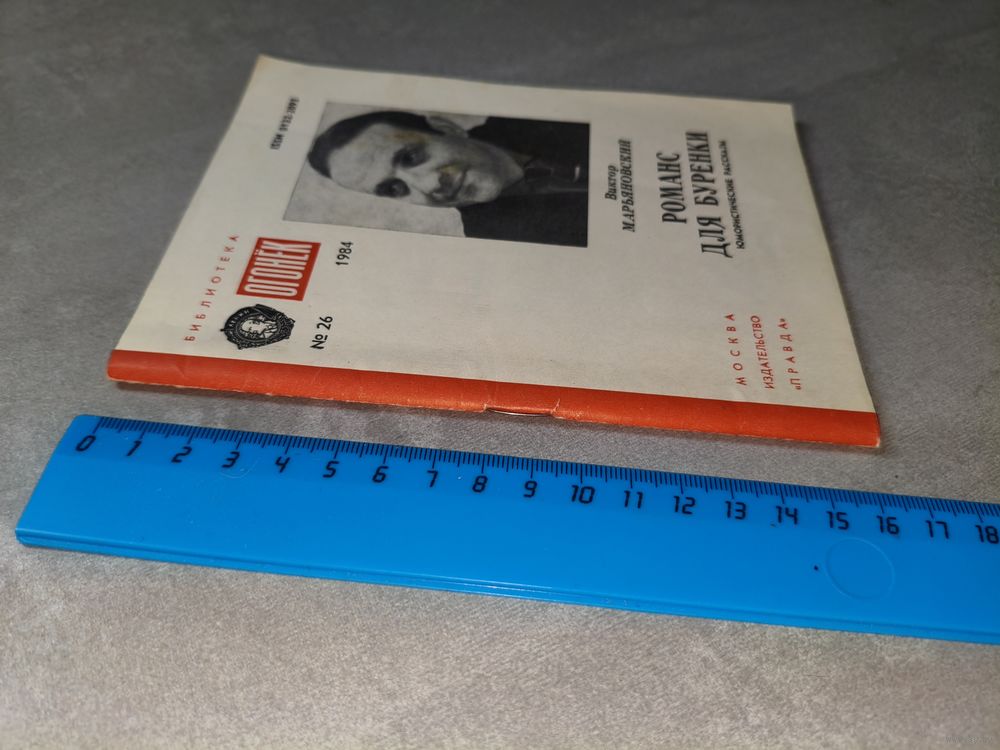 БИБЛИОТЕКА
ОГОНЁК
№ 26
1984
ISSN 0132-2095
Виктор
МАРЬЯНОВСКИЙ
РОМАНС
ДЛЯ БУРЕНКИ
ЮМОРИСТИЧЕСКИЕ РАССКАЗЫ
МОСКВА
ИЗДАТЕЛЬСТВО
«ПРАВДА»
0 1 2 3 4 5 6 7 8 9 10 11 12 13 14 15 16 17 18